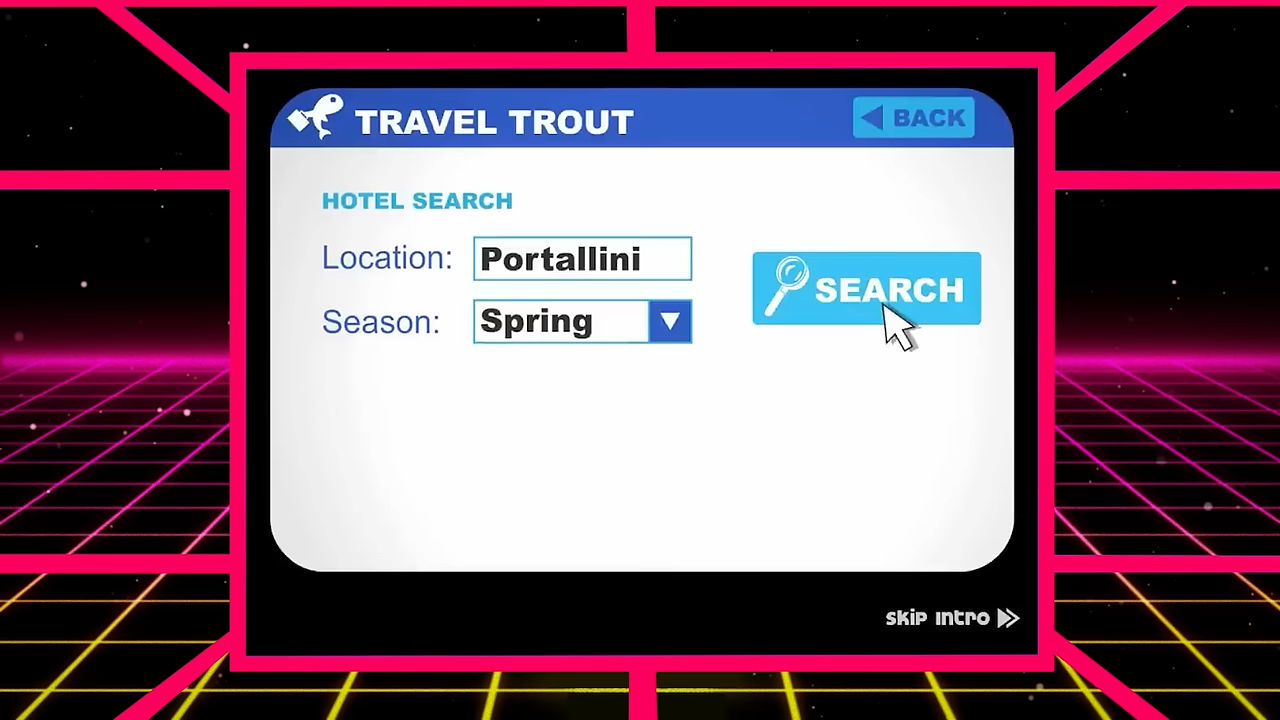 TRAVEL TROUT
BACK
HOTEL SEARCH
Location: Portallini
SEARCH
Season: Spring
skip intro